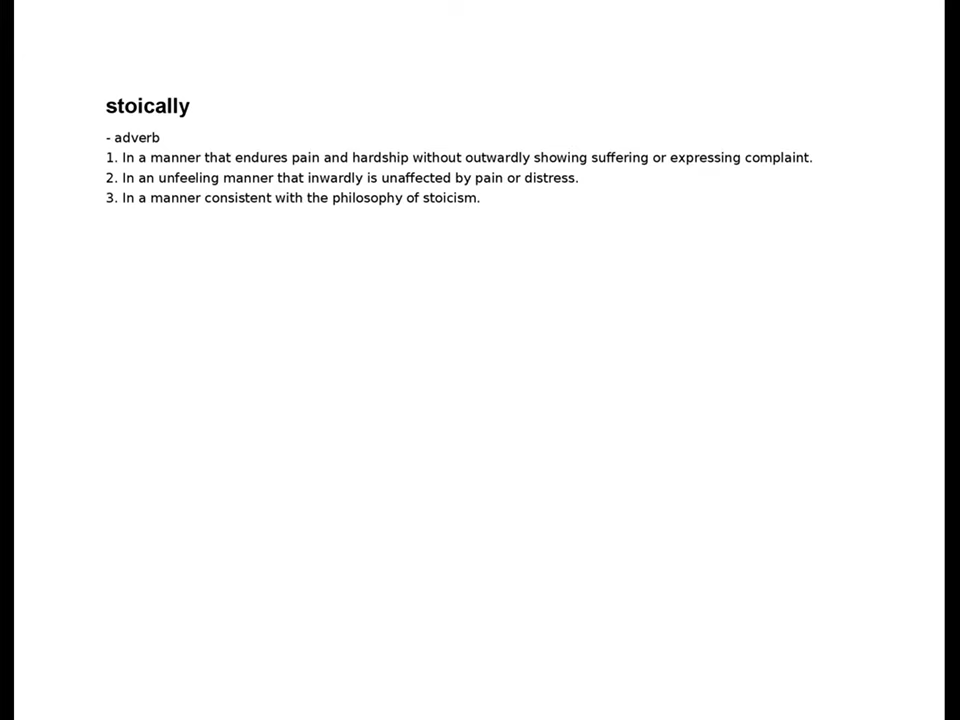 stoically
- adverb
1. In a manner that endures pain and hardship without outwardly showing suffering or expressing complaint.
2. In an unfeeling manner that inwardly is unaffected by pain or distress.
3. In a manner consistent with the philosophy of stoicism.